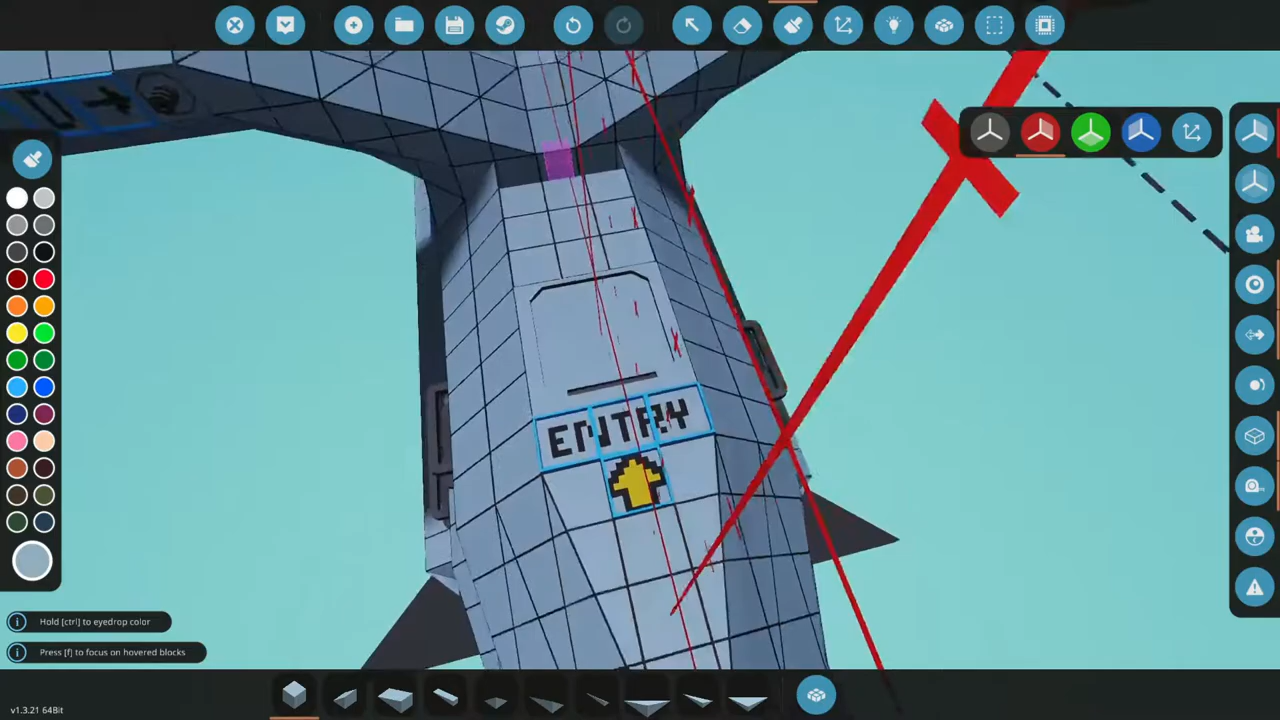 ENTRY
Hold [ctrl] to eyedrop color
Press [f] to focus on hovered blocks
v1.3.21 64Bit